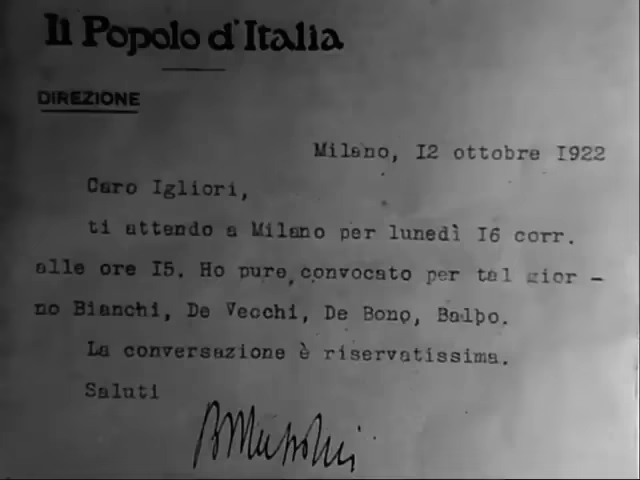 Il Popolo d'Italia
DIREZIONE
Milano, I2 ottobre I922
Caro Igliori,
ti attendo a Milano per lunedì I6 corr.
alle ore I5. Ho pure convocato per tal gior -
no Bianchi, De Vecchi, De Bono, Balbo.
La conversazione è riservatissima.
Saluti
BMussolini